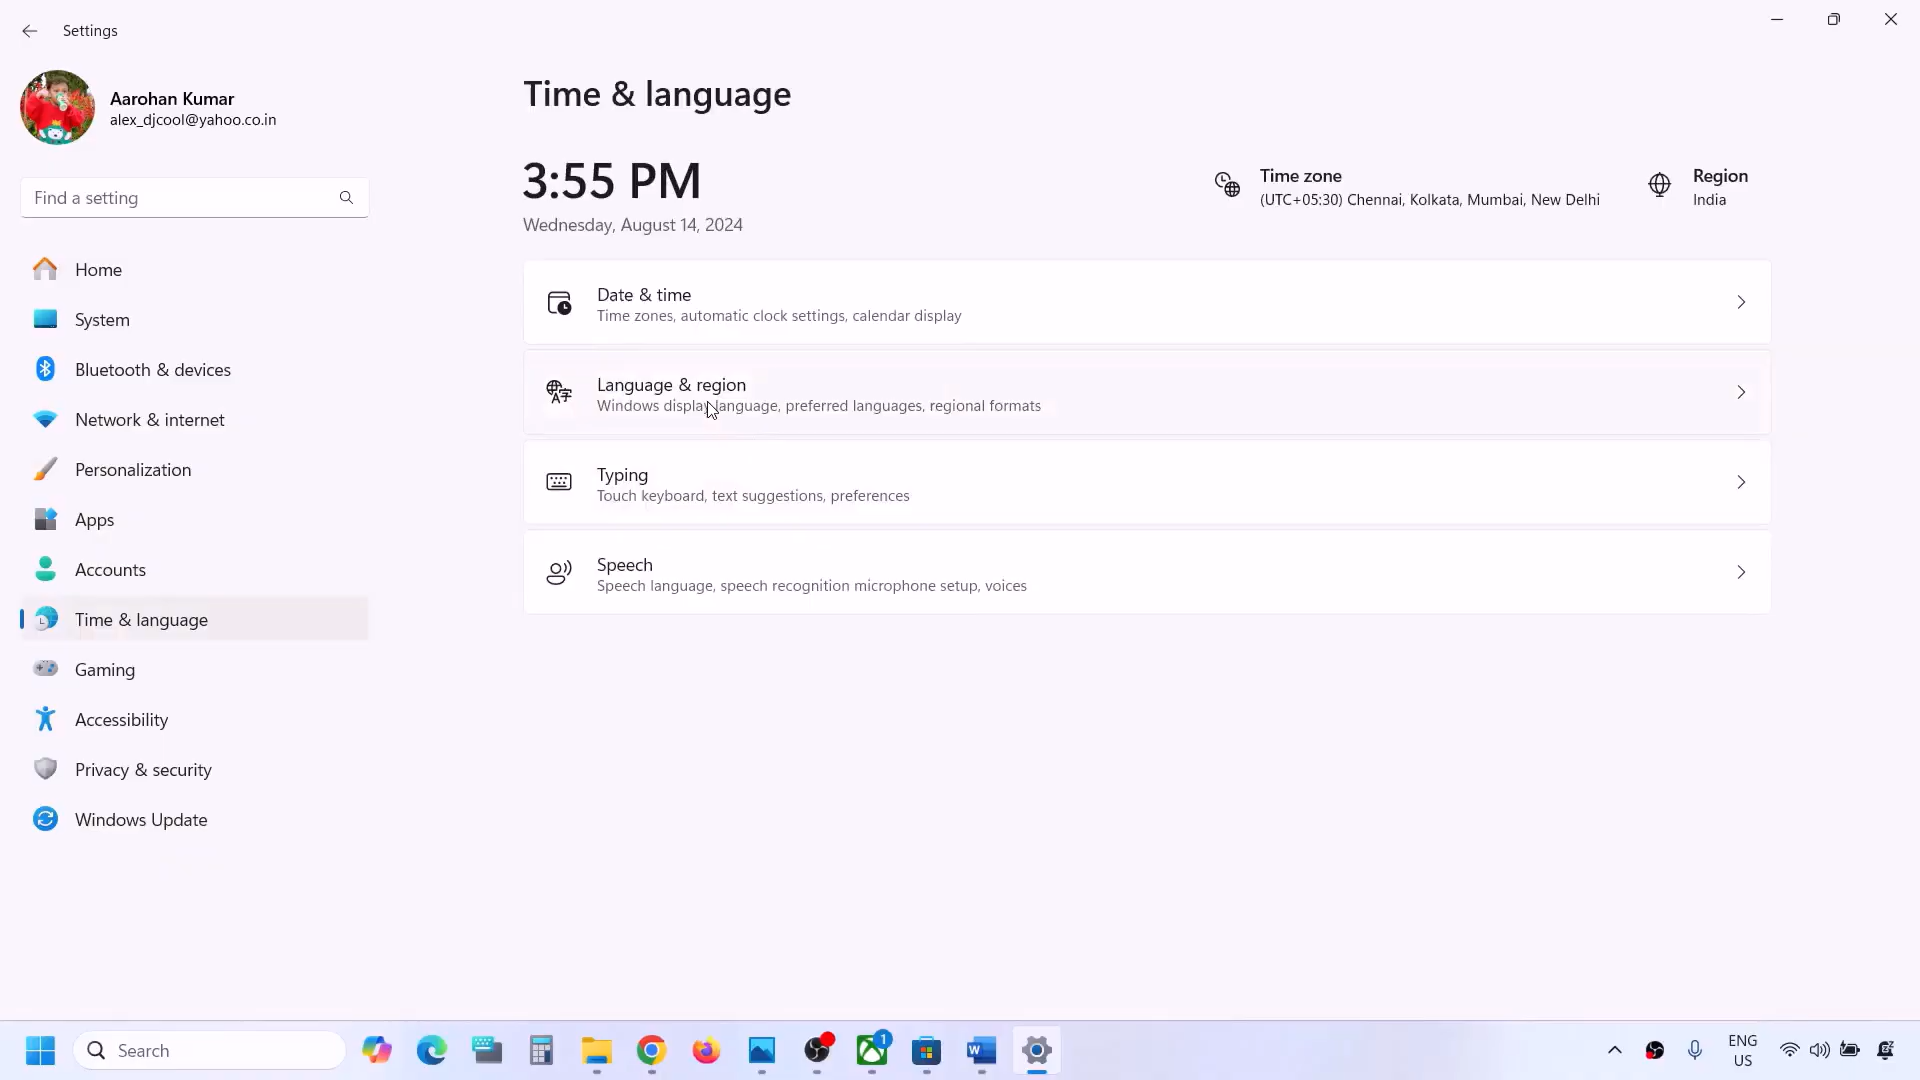 Settings
Aarohan Kumar
alex_djcool@yahoo.co.in
Find a setting
Home
System
Bluetooth & devices
Network & internet
Personalization
Apps
Accounts
Time & language
Gaming
Accessibility
Privacy & security
Windows Update
Time & language
3:55 PM
Wednesday, August 14, 2024
Time zone
(UTC+05:30) Chennai, Kolkata, Mumbai, New Delhi
Region
India
Date & time
Time zones, automatic clock settings, calendar display
Language & region
Windows display language, preferred languages, regional formats
Typing
Touch keyboard, text suggestions, preferences
Speech
Speech language, speech recognition microphone setup, voices
Search
1
ENG
US